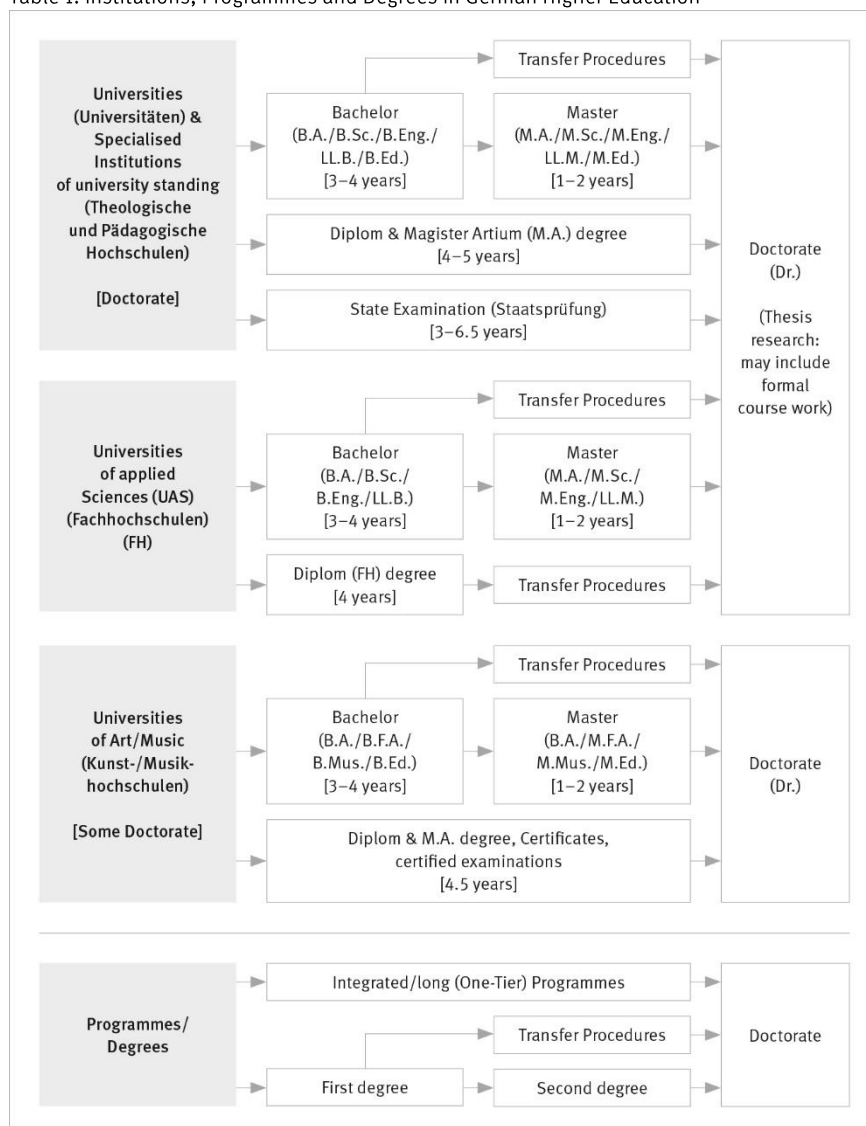 Table 1: Institutions, Programmes and Degrees in German Higher Education
Universities
(Universitäten) &
Specialised
Institutions
of university standing
(Theologische
und Pädagogische
Hochschulen)
[Doctorate]
Transfer Procedures
Bachelor
(B.A./B.Sc./B.Eng./
LL.B./B.Ed.)
[3–4 years]
Master
(M.A./M.Sc./M.Eng./
LL.M./M.Ed.)
[1–2 years]
Diplom & Magister Artium (M.A.) degree
[4–5 years]
State Examination (Staatsprüfung)
[3–6.5 years]
Doctorate
(Dr.)
(Thesis
research:
may include
formal
course work)
Universities
of applied
Sciences (UAS)
(Fachhochschulen)
(FH)
Transfer Procedures
Bachelor
(B.A./B.Sc./
B.Eng./LL.B.)
[3–4 years]
Master
(M.A./M.Sc./
M.Eng./LL.M.)
[1–2 years]
Diplom (FH) degree
[4 years]
Transfer Procedures
Universities
of Art/Music
(Kunst-/Musik-
hochschulen)
[Some Doctorate]
Transfer Procedures
Bachelor
(B.A./B.F.A./
B.Mus./B.Ed.)
[3–4 years]
Master
(B.A./M.F.A./
M.Mus./M.Ed.)
[1–2 years]
Diplom & M.A. degree, Certificates,
certified examinations
[4.5 years]
Doctorate
(Dr.)
Programmes/
Degrees
Integrated/long (One-Tier) Programmes
Transfer Procedures
First degree
Second degree
Doctorate